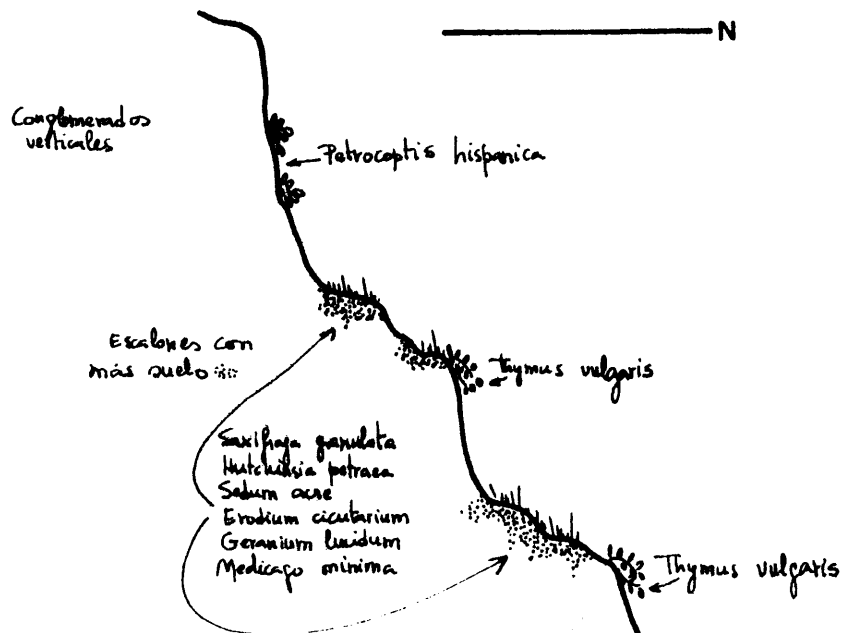 N
Conglomerados
verticales
Petrocoptis hispanica
Escalones con
más suelo
Thymus vulgaris
Saxifraga granulata
Hutchinsia petraea
Sedum acre
Erodium cicutarium
Geranium lucidum
Medicago minima
Thymus vulgaris